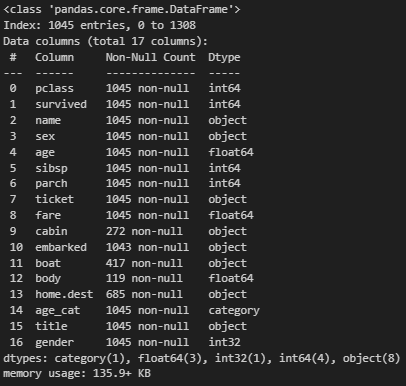 <class 'pandas.core.frame.DataFrame'>
Index: 1045 entries, 0 to 1308
Data columns (total 17 columns):
 #   Column     Non-Null Count  Dtype
---  ------     --------------  -----
 0   pclass     1045 non-null   int64
 1   survived   1045 non-null   int64
 2   name       1045 non-null   object
 3   sex        1045 non-null   object
 4   age        1045 non-null   float64
 5   sibsp      1045 non-null   int64
 6   parch      1045 non-null   int64
 7   ticket     1045 non-null   object
 8   fare       1045 non-null   float64
 9   cabin      272 non-null    object
 10  embarked   1043 non-null   object
 11  boat       417 non-null    object
 12  body       119 non-null    float64
 13  home.dest  685 non-null    object
 14  age_cat    1045 non-null   category
 15  title      1045 non-null   object
 16  gender     1045 non-null   int32
dtypes: category(1), float64(3), int32(1), int64(4), object(8)
memory usage: 135.9+ KB